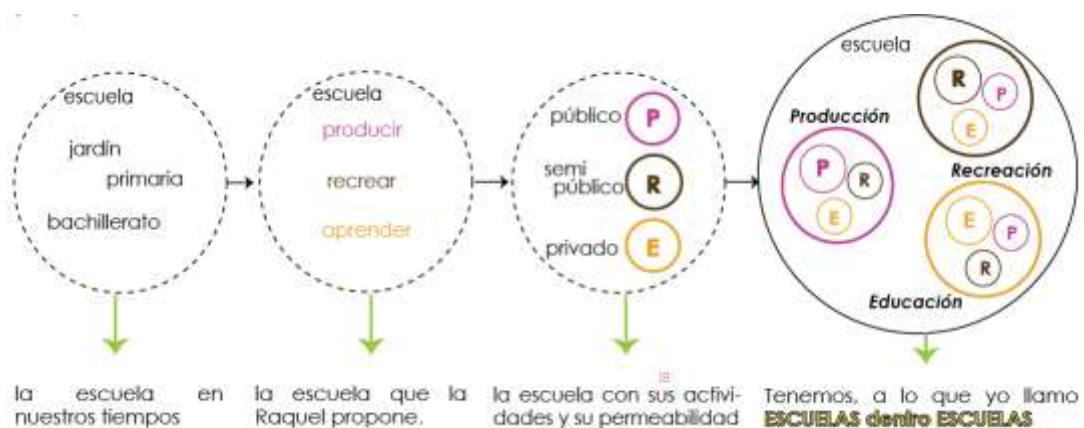 escuela
jardín
primaria
bachillerato
escuela
producir
recrear
aprender
público P
semi
público R
privado E
escuela
R
P
E
Producción
P
R
E
Recreación
E
P
R
Educación
la escuela en
nuestros tiempos
la escuela que la
Raquel propone.
la escuela con sus activi-
dades y su permeabilidad
Tenemos, a lo que yo llamo
ESCUELAS dentro ESCUELAS